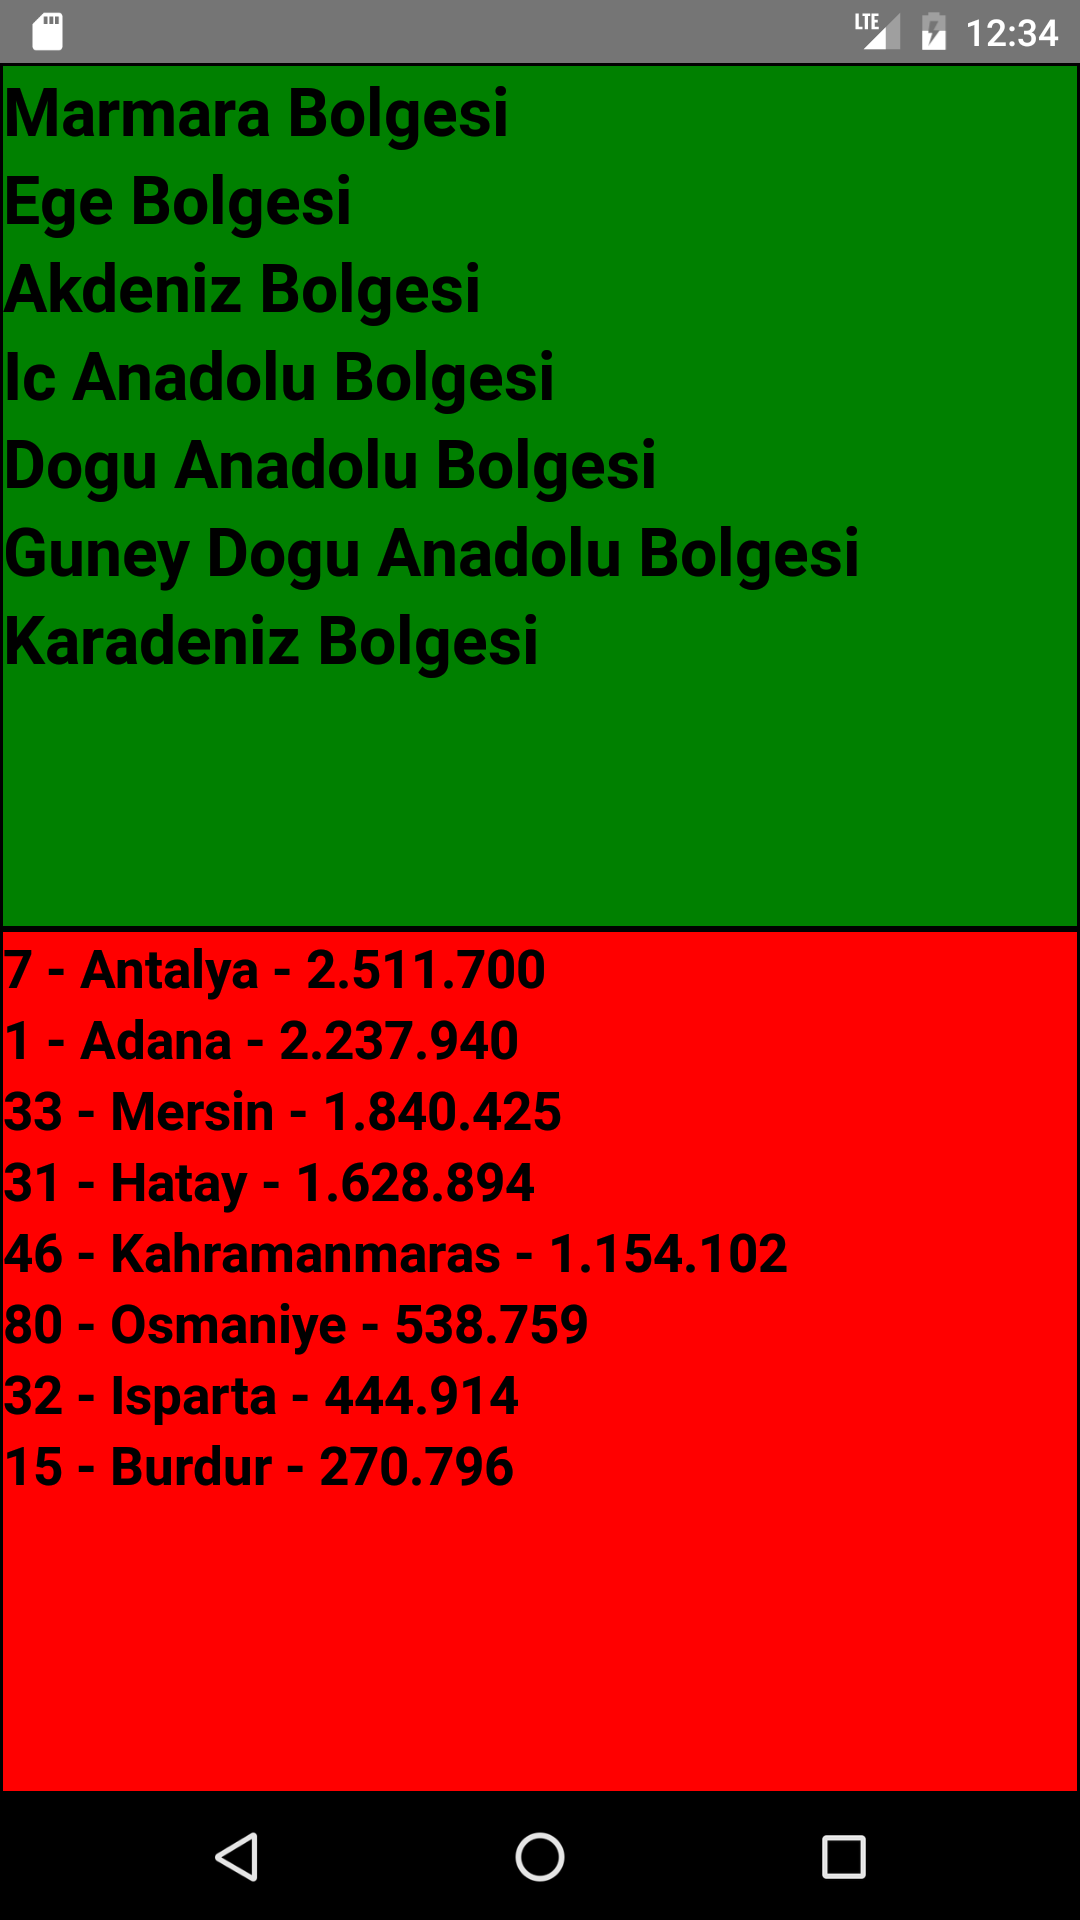 LTE 12:34
Marmara Bolgesi
Ege Bolgesi
Akdeniz Bolgesi
Ic Anadolu Bolgesi
Dogu Anadolu Bolgesi
Guney Dogu Anadolu Bolgesi
Karadeniz Bolgesi
7 - Antalya - 2.511.700
1 - Adana - 2.237.940
33 - Mersin - 1.840.425
31 - Hatay - 1.628.894
46 - Kahramanmaras - 1.154.102
80 - Osmaniye - 538.759
32 - Isparta - 444.914
15 - Burdur - 270.796